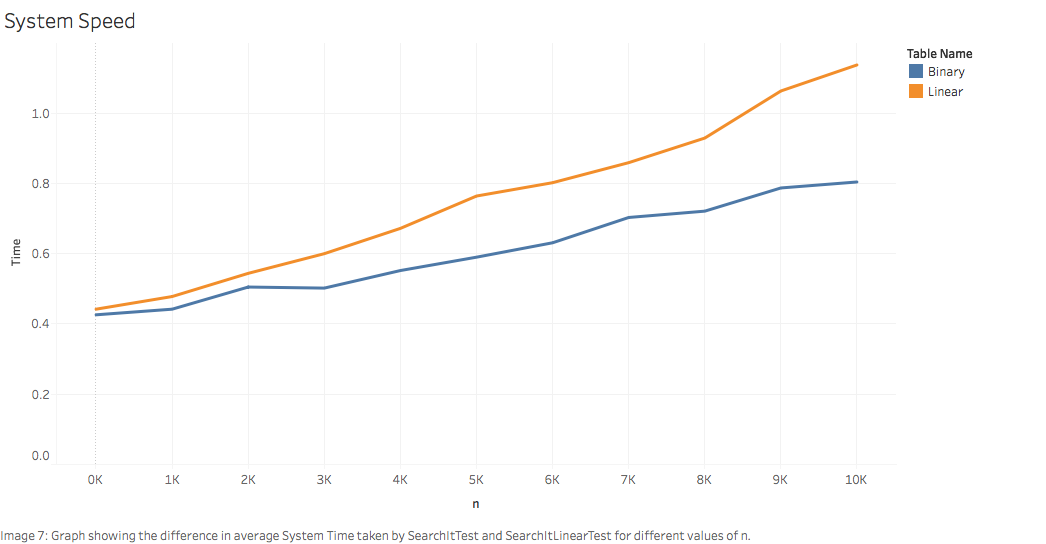 System Speed
Table Name
Binary
Linear
1.0
0.8
0.6
0.4
0.2
0.0
Time
0K 1K 2K 3K 4K 5K 6K 7K 8K 9K 10K
n
Image 7: Graph showing the difference in average System Time taken by SearchItTest and SearchItLinearTest for different values of n.